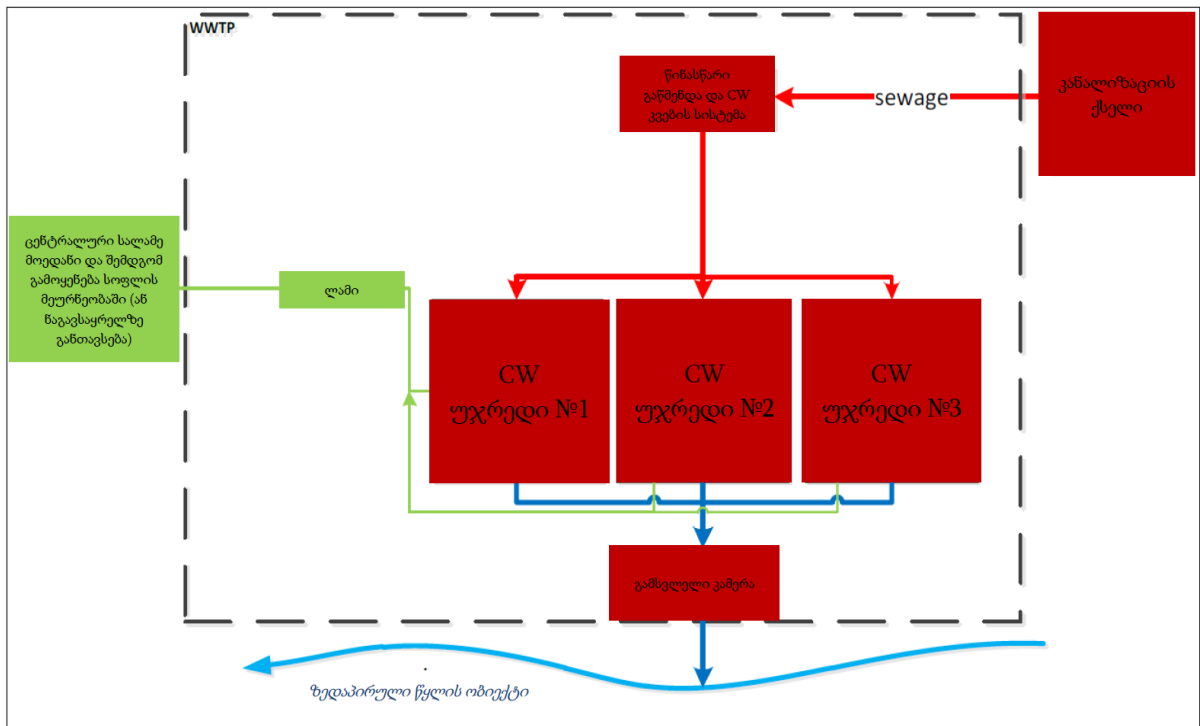 WWTP
წინასწარი
გაწმენდა და CW
კვების სისტემა
sewage
კანალიზაციის
ქსელი
ცენტრალური სალამე
მოედანი და შემდგომ
გამოყენება სოფლის
მეურნეობაში (ან
ნაგავსაყრელზე
განთავსება)
ლამი
CW
უჯრედი №1
CW
უჯრედი №2
CW
უჯრედი №3
გამსვლელი კამერა
ზედაპირული წყლის ობიექტი